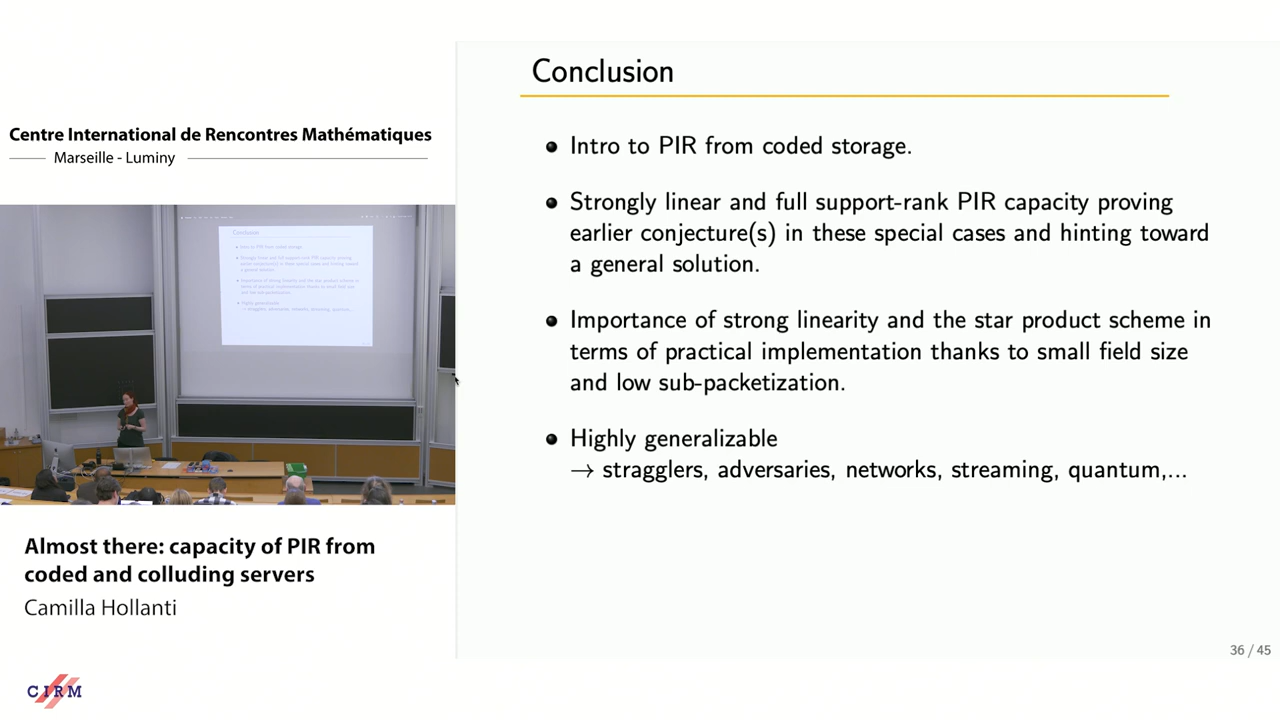 Centre International de Rencontres Mathématiques
Marseille - Luminy
Almost there: capacity of PIR from
coded and colluding servers
Camilla Hollanti
CIRM
Conclusion
Intro to PIR from coded storage.
Strongly linear and full support-rank PIR capacity proving
earlier conjecture(s) in these special cases and hinting toward
a general solution.
Importance of strong linearity and the star product scheme in
terms of practical implementation thanks to small field size
and low sub-packetization.
Highly generalizable
→ stragglers, adversaries, networks, streaming, quantum,...
36 / 45